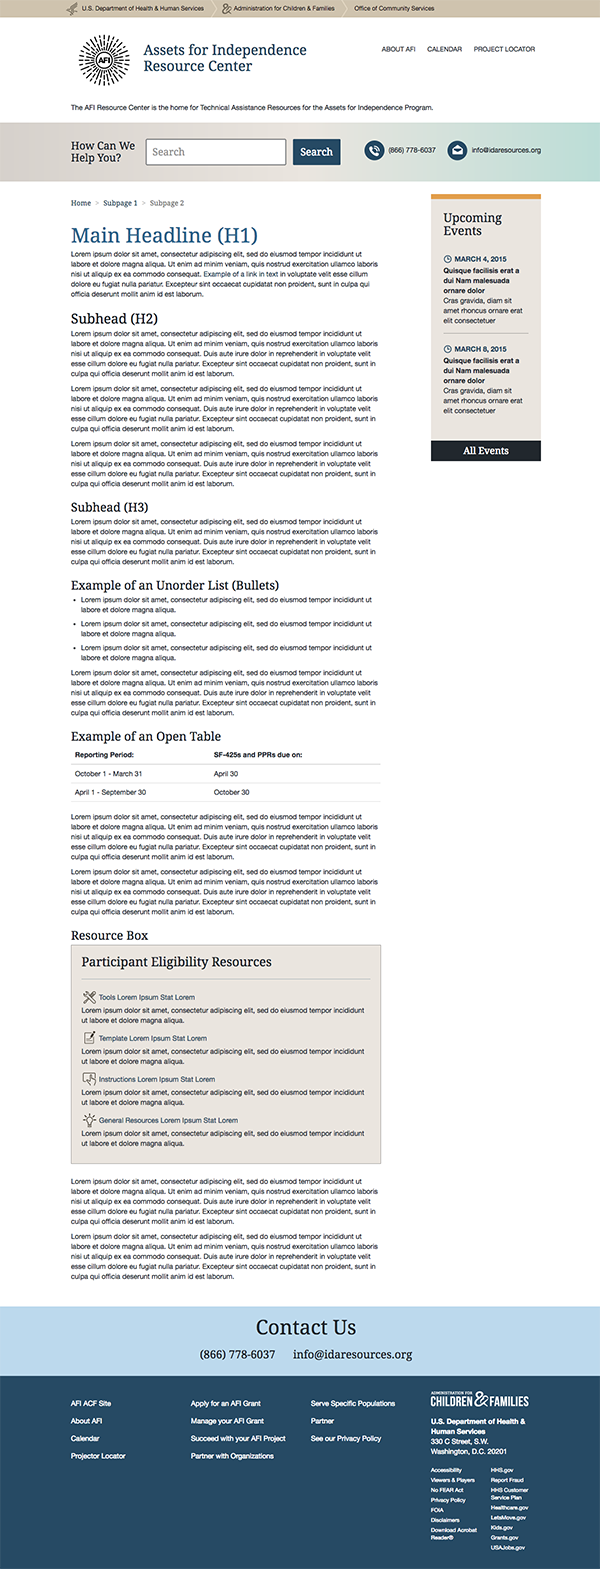 U.S. Department of Health & Human Services
Administration for Children & Families
Office of Community Services
AFI
Assets for Independence
Resource Center
ABOUT AFI
CALENDAR
PROJECT LOCATOR
The AFI Resource Center is the home for Technical Assistance Resources for the Assets for Independence Program.
How Can We
Help You?
Search
Search
(866) 778-6037
info@idaresources.org
Home > Subpage 1 > Subpage 2
Main Headline (H1)
Lorem ipsum dolor sit amet, consectetur adipiscing elit, sed do eiusmod tempor incididunt ut
labore et dolore magna aliqua. Ut enim ad minim veniam, quis nostrud exercitation ullamco laboris
nisi ut aliquip ex ea commodo consequat. Example of a link in text in voluptate velit esse cillum
dolore eu fugiat nulla pariatur. Excepteur sint occaecat cupidatat non proident, sunt in culpa qui
officia deserunt mollit anim id est laborum.
Subhead (H2)
Lorem ipsum dolor sit amet, consectetur adipiscing elit, sed do eiusmod tempor incididunt ut
labore et dolore magna aliqua. Ut enim ad minim veniam, quis nostrud exercitation ullamco laboris
nisi ut aliquip ex ea commodo consequat. Duis aute irure dolor in reprehenderit in voluptate velit
esse cillum dolore eu fugiat nulla pariatur. Excepteur sint occaecat cupidatat non proident, sunt in
culpa qui officia deserunt mollit anim id est laborum.
Lorem ipsum dolor sit amet, consectetur adipiscing elit, sed do eiusmod tempor incididunt ut
labore et dolore magna aliqua. Ut enim ad minim veniam, quis nostrud exercitation ullamco laboris
nisi ut aliquip ex ea commodo consequat. Duis aute irure dolor in reprehenderit in voluptate velit
esse cillum dolore eu fugiat nulla pariatur. Excepteur sint occaecat cupidatat non proident, sunt in
culpa qui officia deserunt mollit anim id est laborum.
Lorem ipsum dolor sit amet, consectetur adipiscing elit, sed do eiusmod tempor incididunt ut
labore et dolore magna aliqua. Ut enim ad minim veniam, quis nostrud exercitation ullamco laboris
nisi ut aliquip ex ea commodo consequat. Duis aute irure dolor in reprehenderit in voluptate velit
esse cillum dolore eu fugiat nulla pariatur. Excepteur sint occaecat cupidatat non proident, sunt in
culpa qui officia deserunt mollit anim id est laborum.
Subhead (H3)
Lorem ipsum dolor sit amet, consectetur adipiscing elit, sed do eiusmod tempor incididunt ut
labore et dolore magna aliqua. Ut enim ad minim veniam, quis nostrud exercitation ullamco laboris
nisi ut aliquip ex ea commodo consequat. Duis aute irure dolor in reprehenderit in voluptate velit
esse cillum dolore eu fugiat nulla pariatur. Excepteur sint occaecat cupidatat non proident, sunt in
culpa qui officia deserunt mollit anim id est laborum.
Example of an Unorder List (Bullets)
• Lorem ipsum dolor sit amet, consectetur adipiscing elit, sed do eiusmod tempor incididunt ut
labore et dolore magna aliqua.
• Lorem ipsum dolor sit amet, consectetur adipiscing elit, sed do eiusmod tempor incididunt ut
labore et dolore magna aliqua.
• Lorem ipsum dolor sit amet, consectetur adipiscing elit, sed do eiusmod tempor incididunt ut
labore et dolore magna aliqua.
Lorem ipsum dolor sit amet, consectetur adipiscing elit, sed do eiusmod tempor incididunt ut
labore et dolore magna aliqua. Ut enim ad minim veniam, quis nostrud exercitation ullamco laboris
nisi ut aliquip ex ea commodo consequat. Duis aute irure dolor in reprehenderit in voluptate velit
esse cillum dolore eu fugiat nulla pariatur. Excepteur sint occaecat cupidatat non proident, sunt in
culpa qui officia deserunt mollit anim id est laborum.
Example of an Open Table
Reporting Period: SF-425s and PPRs due on:
October 1 - March 31 April 30
April 1 - September 30 October 30
Lorem ipsum dolor sit amet, consectetur adipiscing elit, sed do eiusmod tempor incididunt ut
labore et dolore magna aliqua. Ut enim ad minim veniam, quis nostrud exercitation ullamco laboris
nisi ut aliquip ex ea commodo consequat. Duis aute irure dolor in reprehenderit in voluptate velit
esse cillum dolore eu fugiat nulla pariatur. Excepteur sint occaecat cupidatat non proident, sunt in
culpa qui officia deserunt mollit anim id est laborum.
Lorem ipsum dolor sit amet, consectetur adipiscing elit, sed do eiusmod tempor incididunt ut
labore et dolore magna aliqua. Ut enim ad minim veniam, quis nostrud exercitation ullamco laboris
nisi ut aliquip ex ea commodo consequat. Duis aute irure dolor in reprehenderit in voluptate velit
esse cillum dolore eu fugiat nulla pariatur. Excepteur sint occaecat cupidatat non proident, sunt in
culpa qui officia deserunt mollit anim id est laborum.
Resource Box
Participant Eligibility Resources
Tools Lorem Ipsum Stat Lorem
Lorem ipsum dolor sit amet, consectetur adipiscing elit, sed do eiusmod tempor incididunt
ut labore et dolore magna aliqua.
Template Lorem Ipsum Stat Lorem
Lorem ipsum dolor sit amet, consectetur adipiscing elit, sed do eiusmod tempor incididunt
ut labore et dolore magna aliqua.
Instructions Lorem Ipsum Stat Lorem
Lorem ipsum dolor sit amet, consectetur adipiscing elit, sed do eiusmod tempor incididunt
ut labore et dolore magna aliqua.
General Resources Lorem Ipsum Stat Lorem
Lorem ipsum dolor sit amet, consectetur adipiscing elit, sed do eiusmod tempor incididunt
ut labore et dolore magna aliqua.
Lorem ipsum dolor sit amet, consectetur adipiscing elit, sed do eiusmod tempor incididunt ut
labore et dolore magna aliqua. Ut enim ad minim veniam, quis nostrud exercitation ullamco laboris
nisi ut aliquip ex ea commodo consequat. Duis aute irure dolor in reprehenderit in voluptate velit
esse cillum dolore eu fugiat nulla pariatur. Excepteur sint occaecat cupidatat non proident, sunt in
culpa qui officia deserunt mollit anim id est laborum.
Lorem ipsum dolor sit amet, consectetur adipiscing elit, sed do eiusmod tempor incididunt ut
labore et dolore magna aliqua. Ut enim ad minim veniam, quis nostrud exercitation ullamco laboris
nisi ut aliquip ex ea commodo consequat. Duis aute irure dolor in reprehenderit in voluptate velit
esse cillum dolore eu fugiat nulla pariatur. Excepteur sint occaecat cupidatat non proident, sunt in
culpa qui officia deserunt mollit anim id est laborum.
Upcoming
Events
MARCH 4, 2015
Quisque facilisis erat a
dui Nam malesuada
ornare dolor
Cras gravida, diam sit
amet rhoncus ornare erat
elit consectetuer
MARCH 8, 2015
Quisque facilisis erat a
dui Nam malesuada
ornare dolor
Cras gravida, diam sit
amet rhoncus ornare erat
elit consectetuer
All Events
Contact Us
(866) 778-6037 info@idaresources.org
AFI ACF Site
About AFI
Calendar
Projector Locator
Apply for an AFI Grant
Manage your AFI Grant
Succeed with your AFI Project
Partner with Organizations
Serve Specific Populations
Partner
See our Privacy Policy
ADMINISTRATION FOR
CHILDREN & FAMILIES
U.S. Department of Health &
Human Services
330 C Street, S.W.
Washington, D.C. 20201
Accessibility
Viewers & Players
No FEAR Act
Privacy Policy
FOIA
Disclaimers
Download Acrobat
Reader®
HHS.gov
Report Fraud
HHS Customer
Service Plan
Healthcare.gov
LetsMove.gov
Kids.gov
Grants.gov
USAJobs.gov